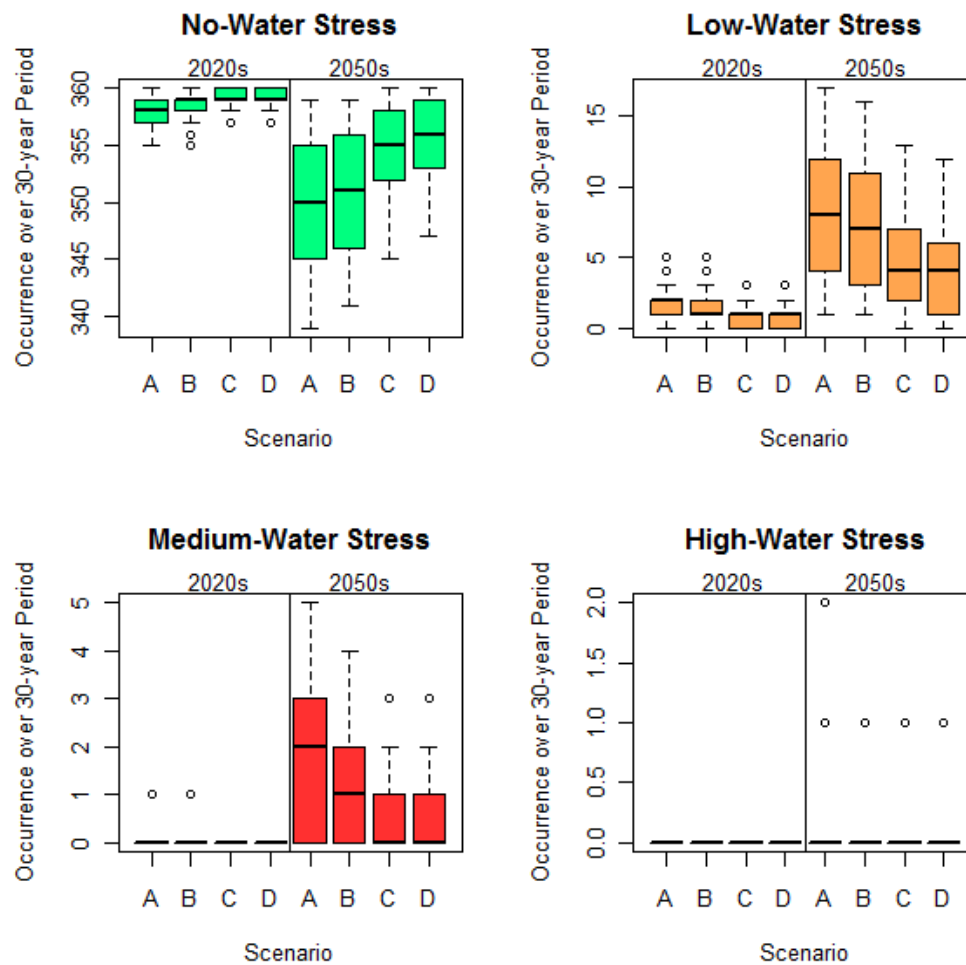 No-Water Stress
2020s 2050s
Occurrence over 30-year Period
360
355
350
345
340
A B C D A B C D
Scenario
Low-Water Stress
2020s 2050s
Occurrence over 30-year Period
15
10
5
0
A B C D A B C D
Scenario
Medium-Water Stress
2020s 2050s
Occurrence over 30-year Period
5
4
3
2
1
0
A B C D A B C D
Scenario
High-Water Stress
2020s 2050s
Occurrence over 30-year Period
2.0
1.5
1.0
0.5
0.0
A B C D A B C D
Scenario